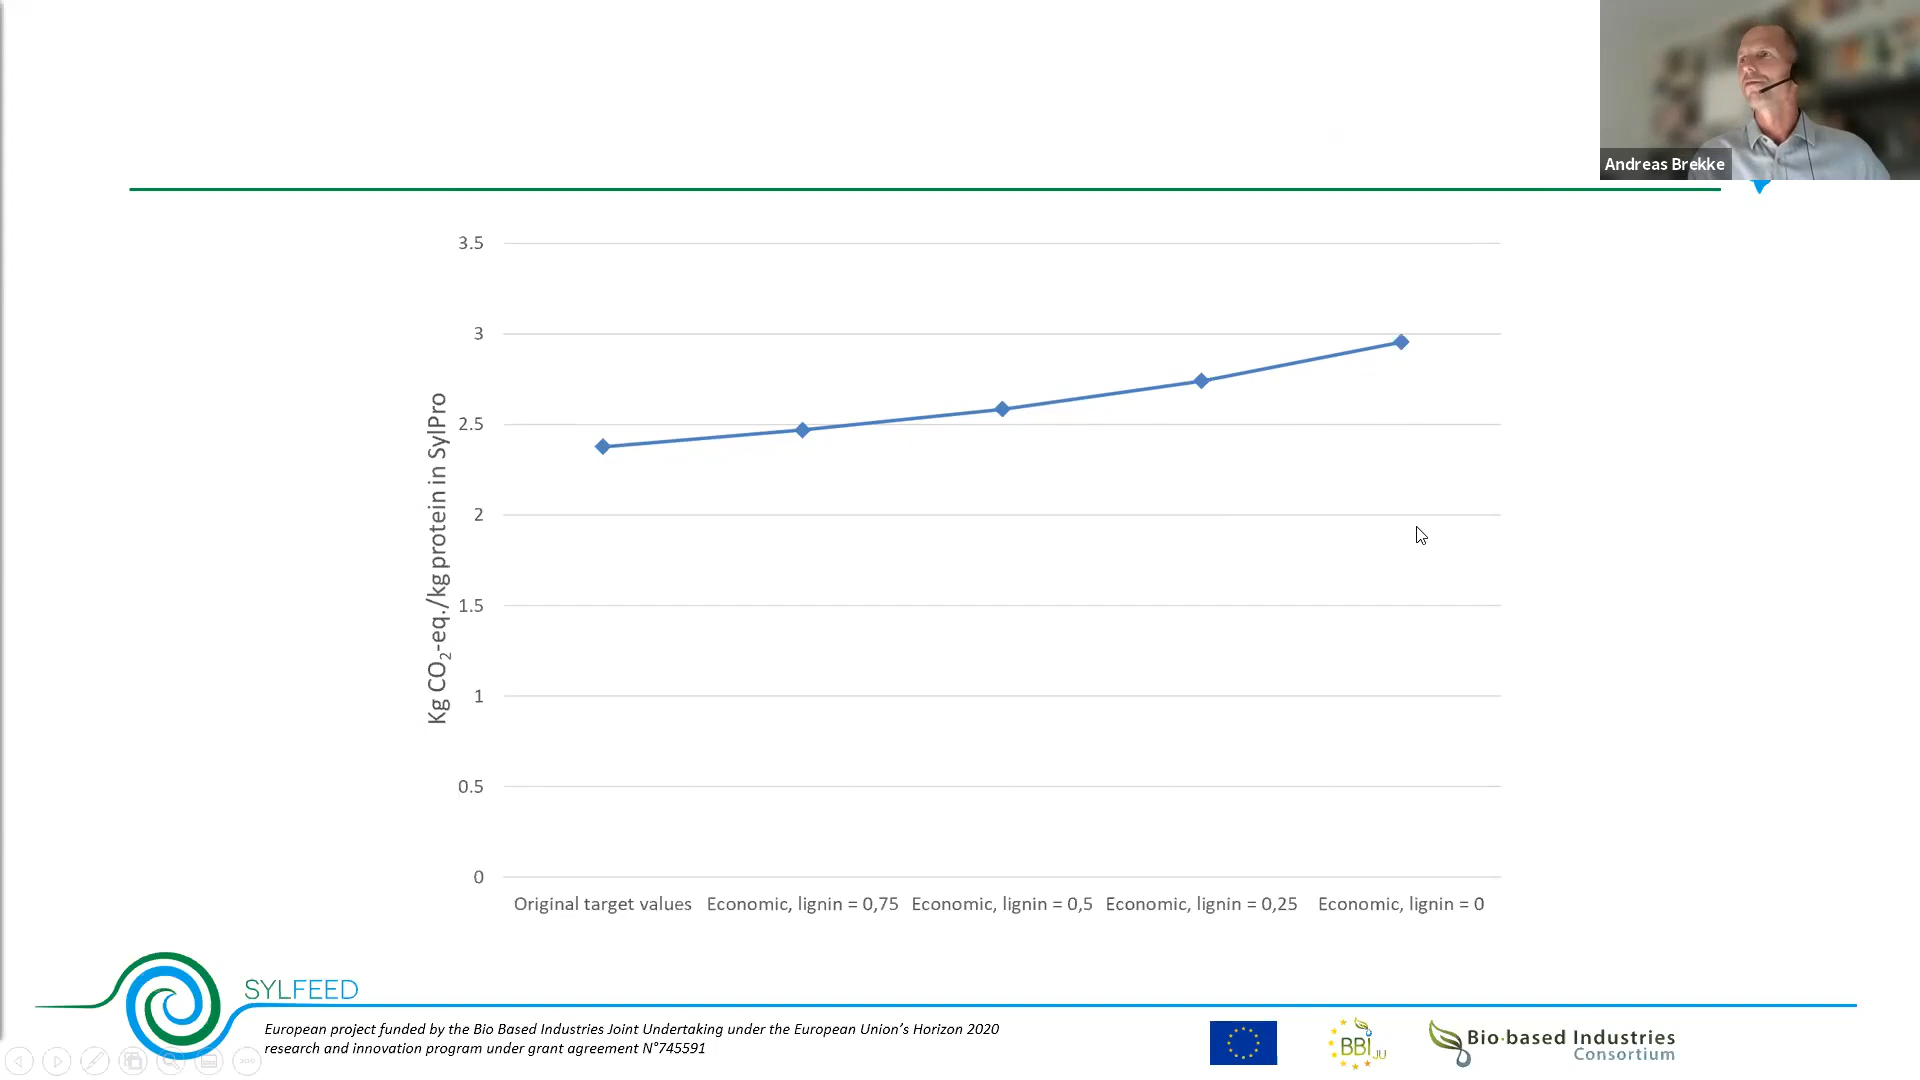 Andreas Brekke
3.5
3
2.5
2
1.5
1
0.5
0
Kg CO₂-eq./kg protein in SylPro
Original target values Economic, lignin = 0,75 Economic, lignin = 0,5 Economic, lignin = 0,25 Economic, lignin = 0
SYLFEED
European project funded by the Bio Based Industries Joint Undertaking under the European Union's Horizon 2020
research and innovation program under grant agreement N°745591
BBI JU
Bio-based Industries
Consortium